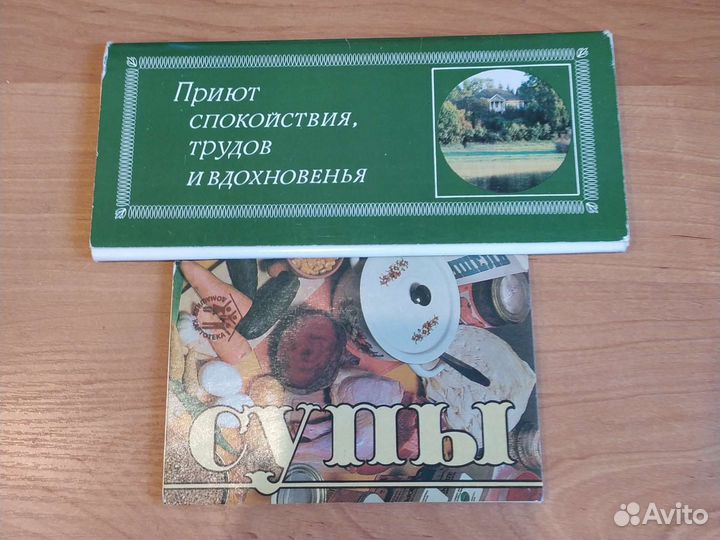 Приют
спокойствия,
трудов
и вдохновенья
супы
Avito